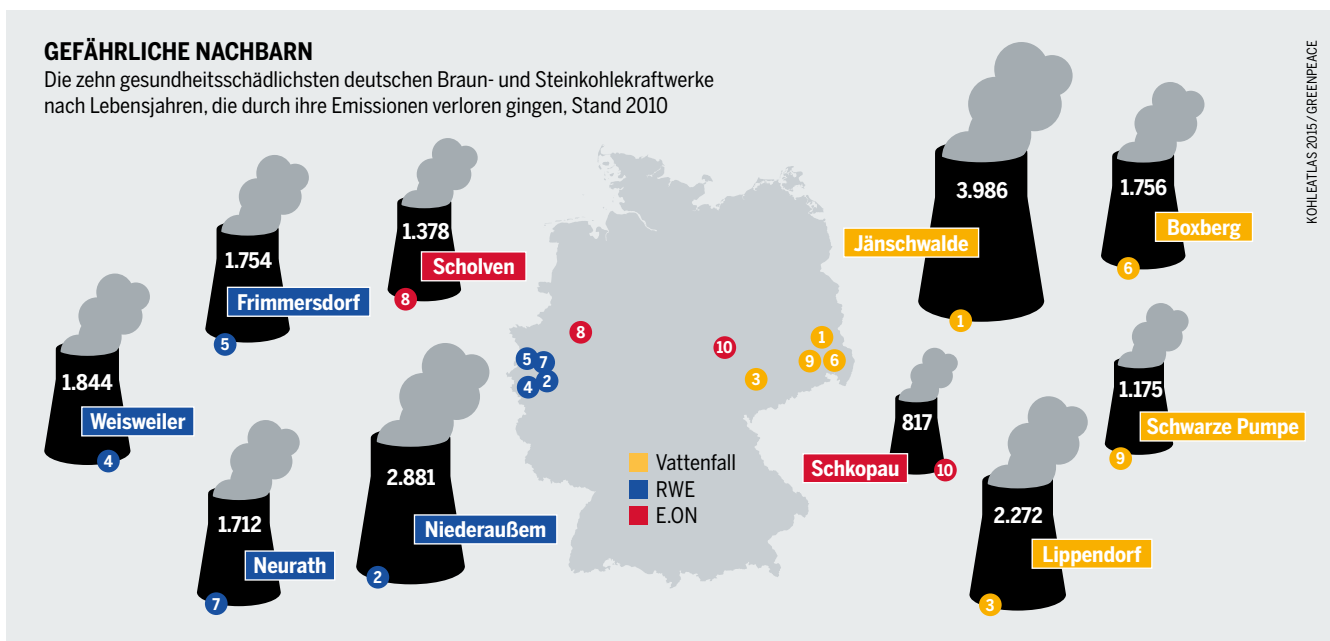 GEFÄHRLICHE NACHBARN
Die zehn gesundheitsschädlichsten deutschen Braun- und Steinkohlekraftwerke
nach Lebensjahren, die durch ihre Emissionen verloren gingen, Stand 2010
KOHLEATLAS 2015 / GREENPEACE
1.754
Frimmersdorf
5
1.378
Scholven
8
1.844
Weisweiler
4
1.712
Neurath
7
2.881
Niederaußem
2
8
5
7
4
2
10
3
1
9
6
Vattenfall
RWE
E.ON
3.986
Jänschwalde
1
1.756
Boxberg
6
817
Schkopau
10
1.175
Schwarze Pumpe
9
2.272
Lippendorf
3